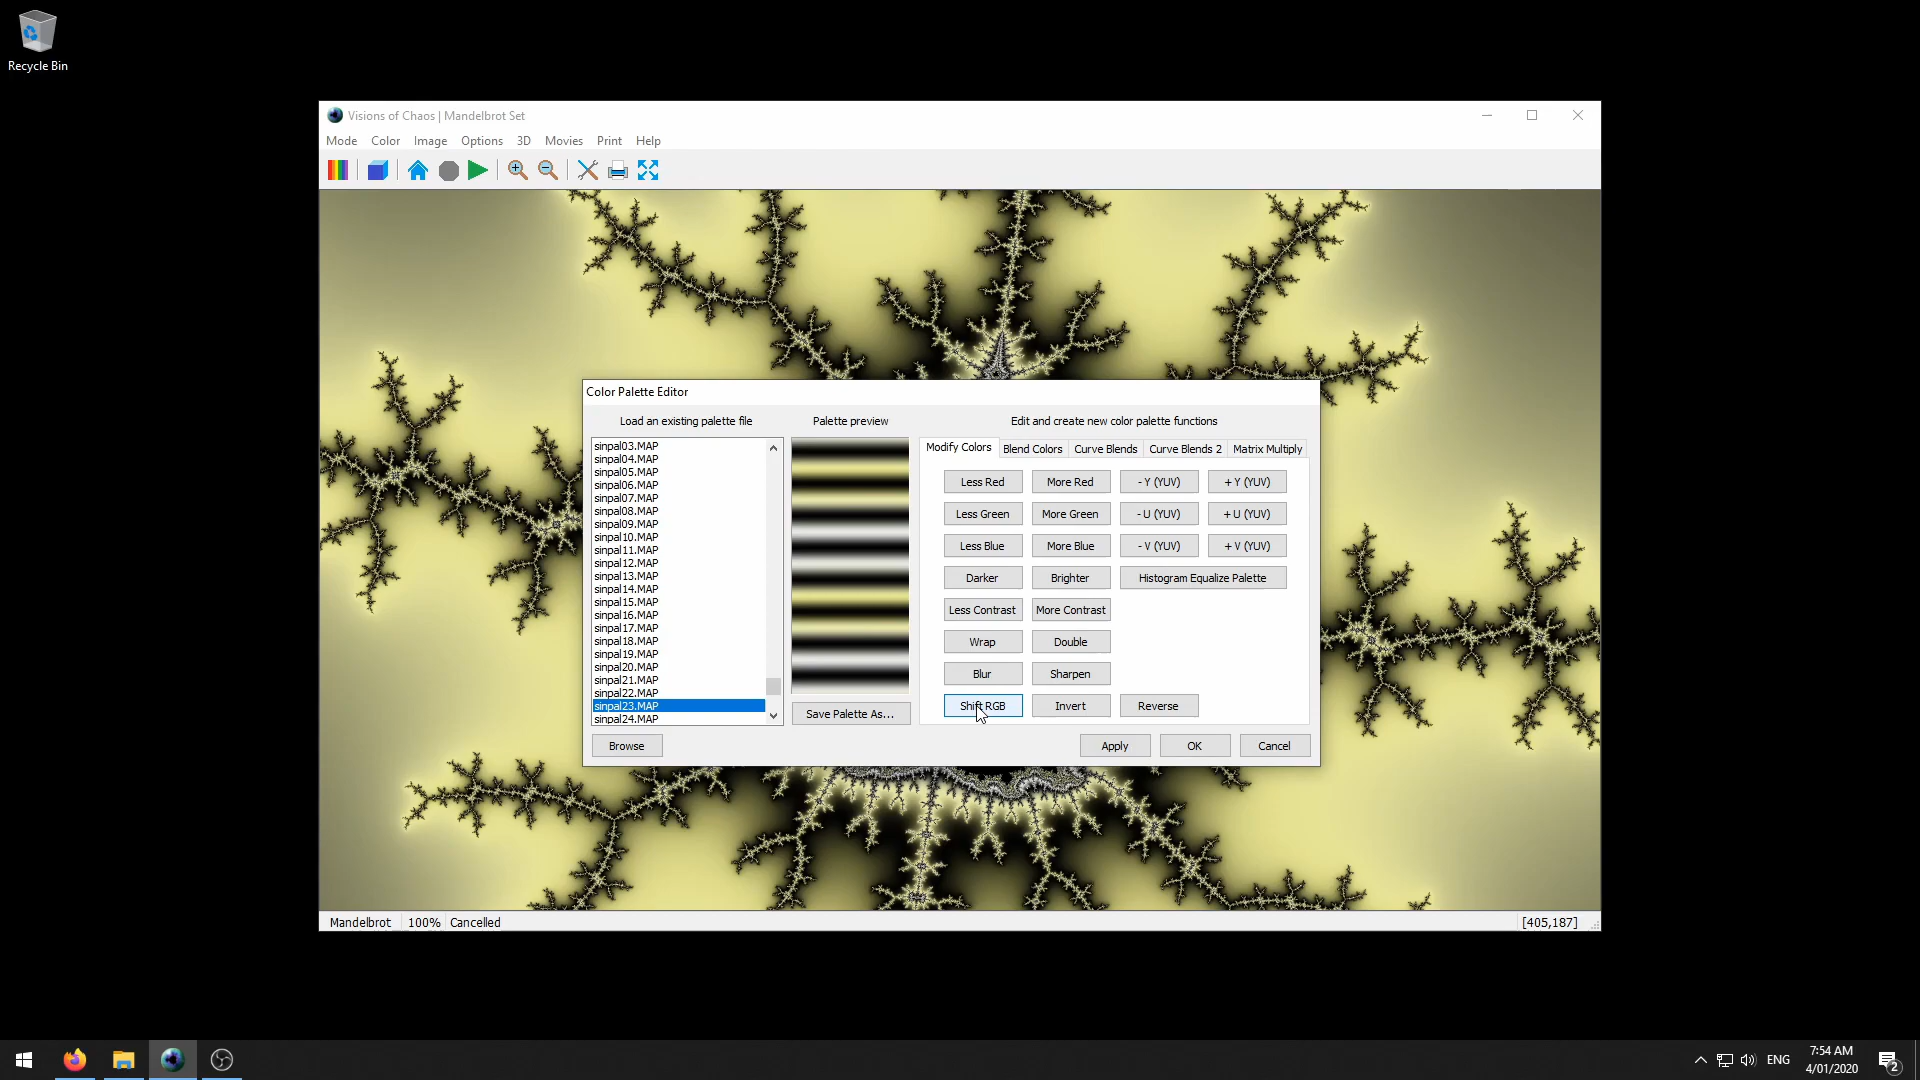 Recycle Bin
Visions of Chaos | Mandelbrot Set
Mode Color Image Options 3D Movies Print Help
Color Palette Editor
Load an existing palette file
Palette preview
Edit and create new color palette functions
sinpal03.MAP
sinpal04.MAP
sinpal05.MAP
sinpal06.MAP
sinpal07.MAP
sinpal08.MAP
sinpal09.MAP
sinpal10.MAP
sinpal11.MAP
sinpal12.MAP
sinpal13.MAP
sinpal14.MAP
sinpal15.MAP
sinpal16.MAP
sinpal17.MAP
sinpal18.MAP
sinpal19.MAP
sinpal20.MAP
sinpal21.MAP
sinpal22.MAP
sinpal23.MAP
sinpal24.MAP
Browse
Save Palette As...
Modify Colors Blend Colors Curve Blends Curve Blends 2 Matrix Multiply
Less Red More Red - Y (YUV) + Y (YUV)
Less Green More Green - U (YUV) + U (YUV)
Less Blue More Blue - V (YUV) + V (YUV)
Darker Brighter Histogram Equalize Palette
Less Contrast More Contrast
Wrap Double
Blur Sharpen
Shift RGB Invert Reverse
Apply OK Cancel
Mandelbrot 100% Cancelled [405,187]
ENG
7:54 AM
4/01/2020
2